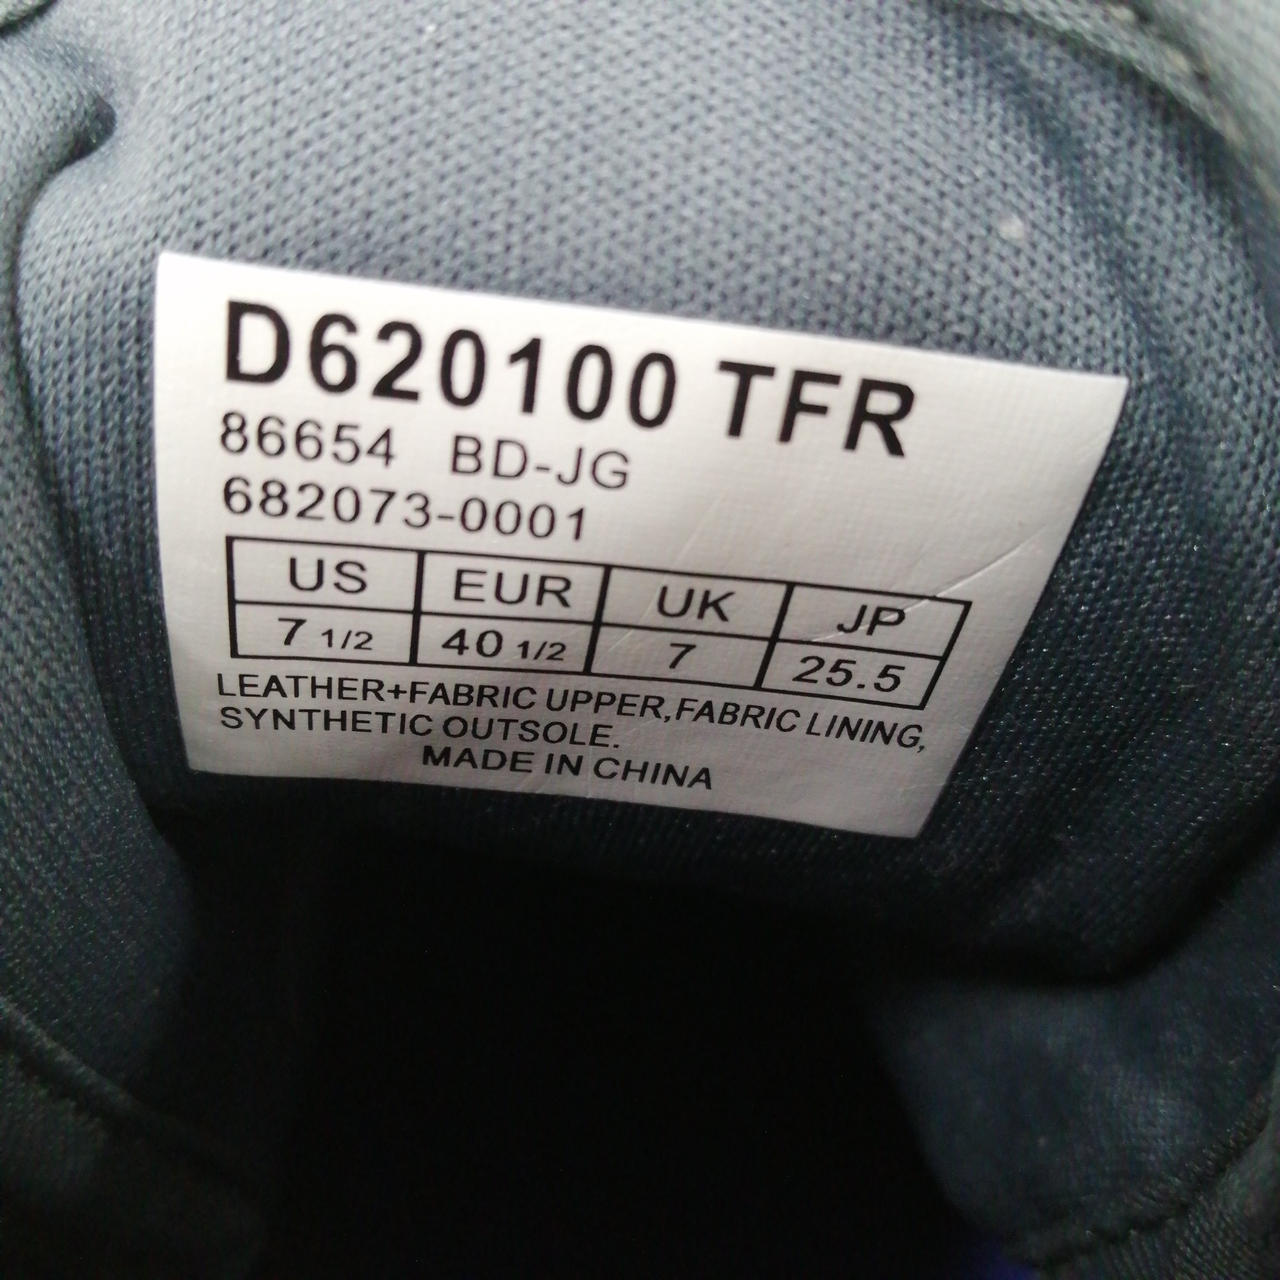 D620100 TFR
86654 BD-JG
682073-0001
US EUR UK JP
7 1/2 40 1/2 7 25.5
LEATHER+FABRIC UPPER,FABRIC LINING,
SYNTHETIC OUTSOLE.
MADE IN CHINA